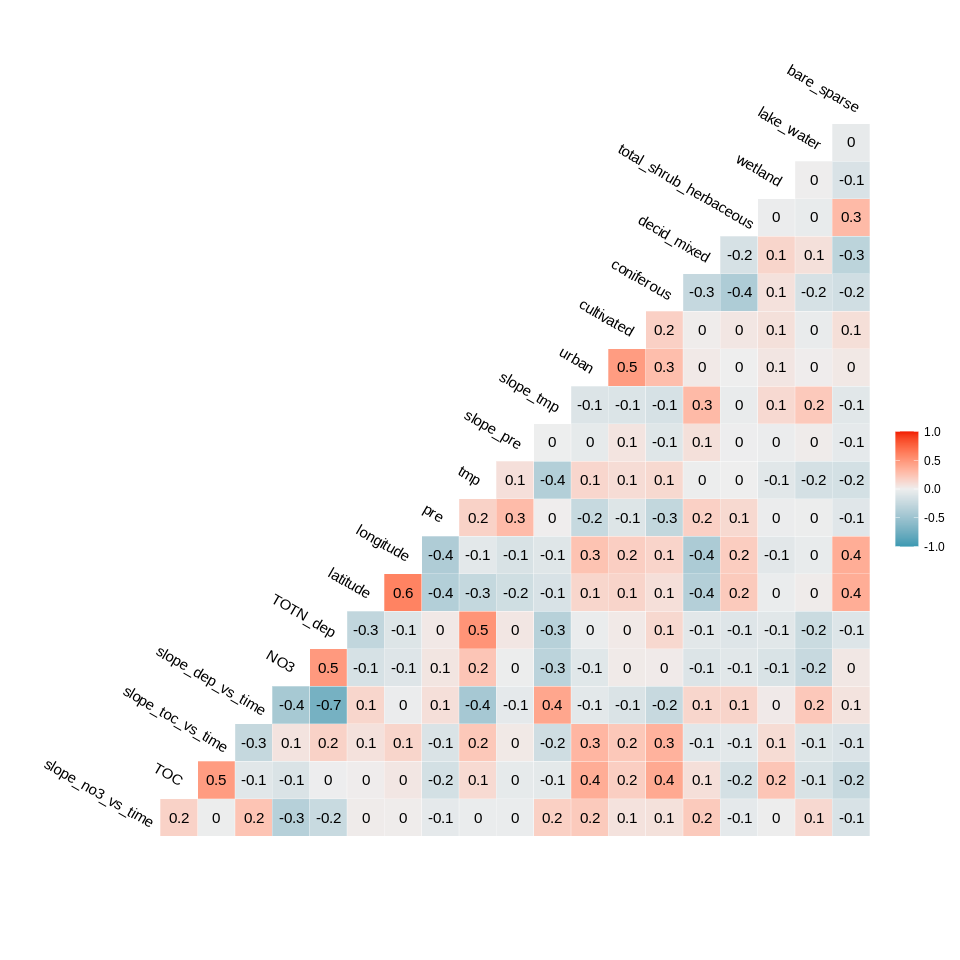 bare_sparse
lake_water 0
wetland 0 -0.1
total_shrub_herbaceous 0 0 0.3
decid_mixed -0.2 0.1 0.1 -0.3
coniferous -0.3 -0.4 0.1 -0.2 -0.2
cultivated 0.2 0 0 0.1 0 0.1
urban 0.5 0.3 0 0 0.1 0 0
slope_tmp -0.1 -0.1 -0.1 0.3 0 0.1 0.2 -0.1
slope_pre 0 0 0.1 -0.1 0.1 0 0 0 -0.1
tmp 0.1 -0.4 0.1 0.1 0.1 0 0 -0.1 -0.2 -0.2
pre 0.2 0.3 0 -0.2 -0.1 -0.3 0.2 0.1 0 0 -0.1
longitude -0.4 -0.1 -0.1 -0.1 0.3 0.2 0.1 -0.4 0.2 -0.1 0 0.4
latitude 0.6 -0.4 -0.3 -0.2 -0.1 0.1 0.1 0.1 -0.4 0.2 0 0 0.4
TOTN_dep -0.3 -0.1 0 0.5 0 -0.3 0 0 0.1 -0.1 -0.1 -0.1 -0.2 -0.1
NO3 0.5 -0.1 -0.1 0.1 0.2 0 -0.3 -0.1 0 0 -0.1 -0.1 -0.1 -0.2 0
slope_dep_vs_time -0.4 -0.7 0.1 0 0.1 -0.4 -0.1 0.4 -0.1 -0.1 -0.2 0.1 0.1 0 0.2 0.1
slope_toc_vs_time -0.3 0.1 0.2 0.1 0.1 -0.1 0.2 0 -0.2 0.3 0.2 0.3 -0.1 -0.1 0.1 -0.1 -0.1
TOC 0.5 -0.1 -0.1 0 0 0 -0.2 0.1 0 -0.1 0.4 0.2 0.4 0.1 -0.2 0.2 -0.1 -0.2
slope_no3_vs_time 0.2 0 0.2 -0.3 -0.2 0 0 -0.1 0 0 0.2 0.2 0.1 0.1 0.2 -0.1 0 0.1 -0.1
1.0
0.5
0.0
-0.5
-1.0